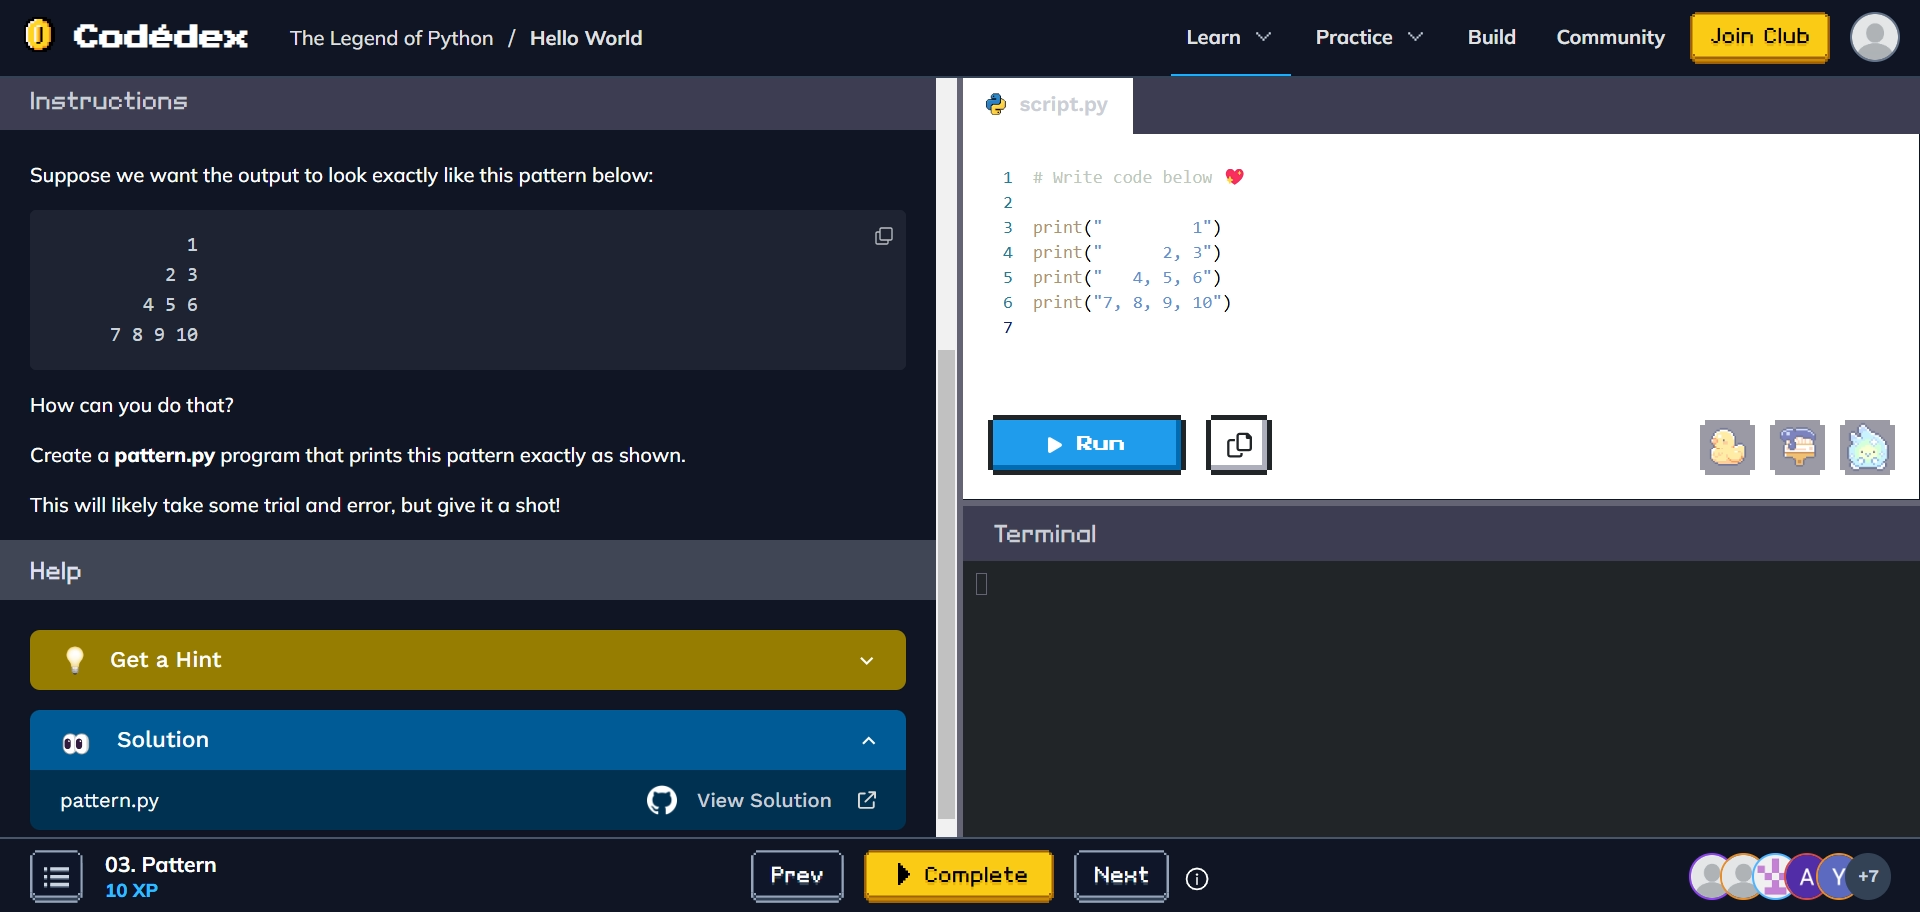 Codédex
The Legend of Python / Hello World
Learn
Practice
Build
Community
Join Club
Instructions
Suppose we want the output to look exactly like this pattern below:
        1
      2 3
    4 5 6
 7 8 9 10
How can you do that?
Create a pattern.py program that prints this pattern exactly as shown.
This will likely take some trial and error, but give it a shot!
Help
Get a Hint
Solution
pattern.py
View Solution
script.py
1 # Write code below 💖
2
3 print("         1")
4 print("      2, 3")
5 print("   4, 5, 6")
6 print("7, 8, 9, 10")
7
Run
Terminal
03. Pattern
10 XP
Prev
Complete
Next
A
Y
+7